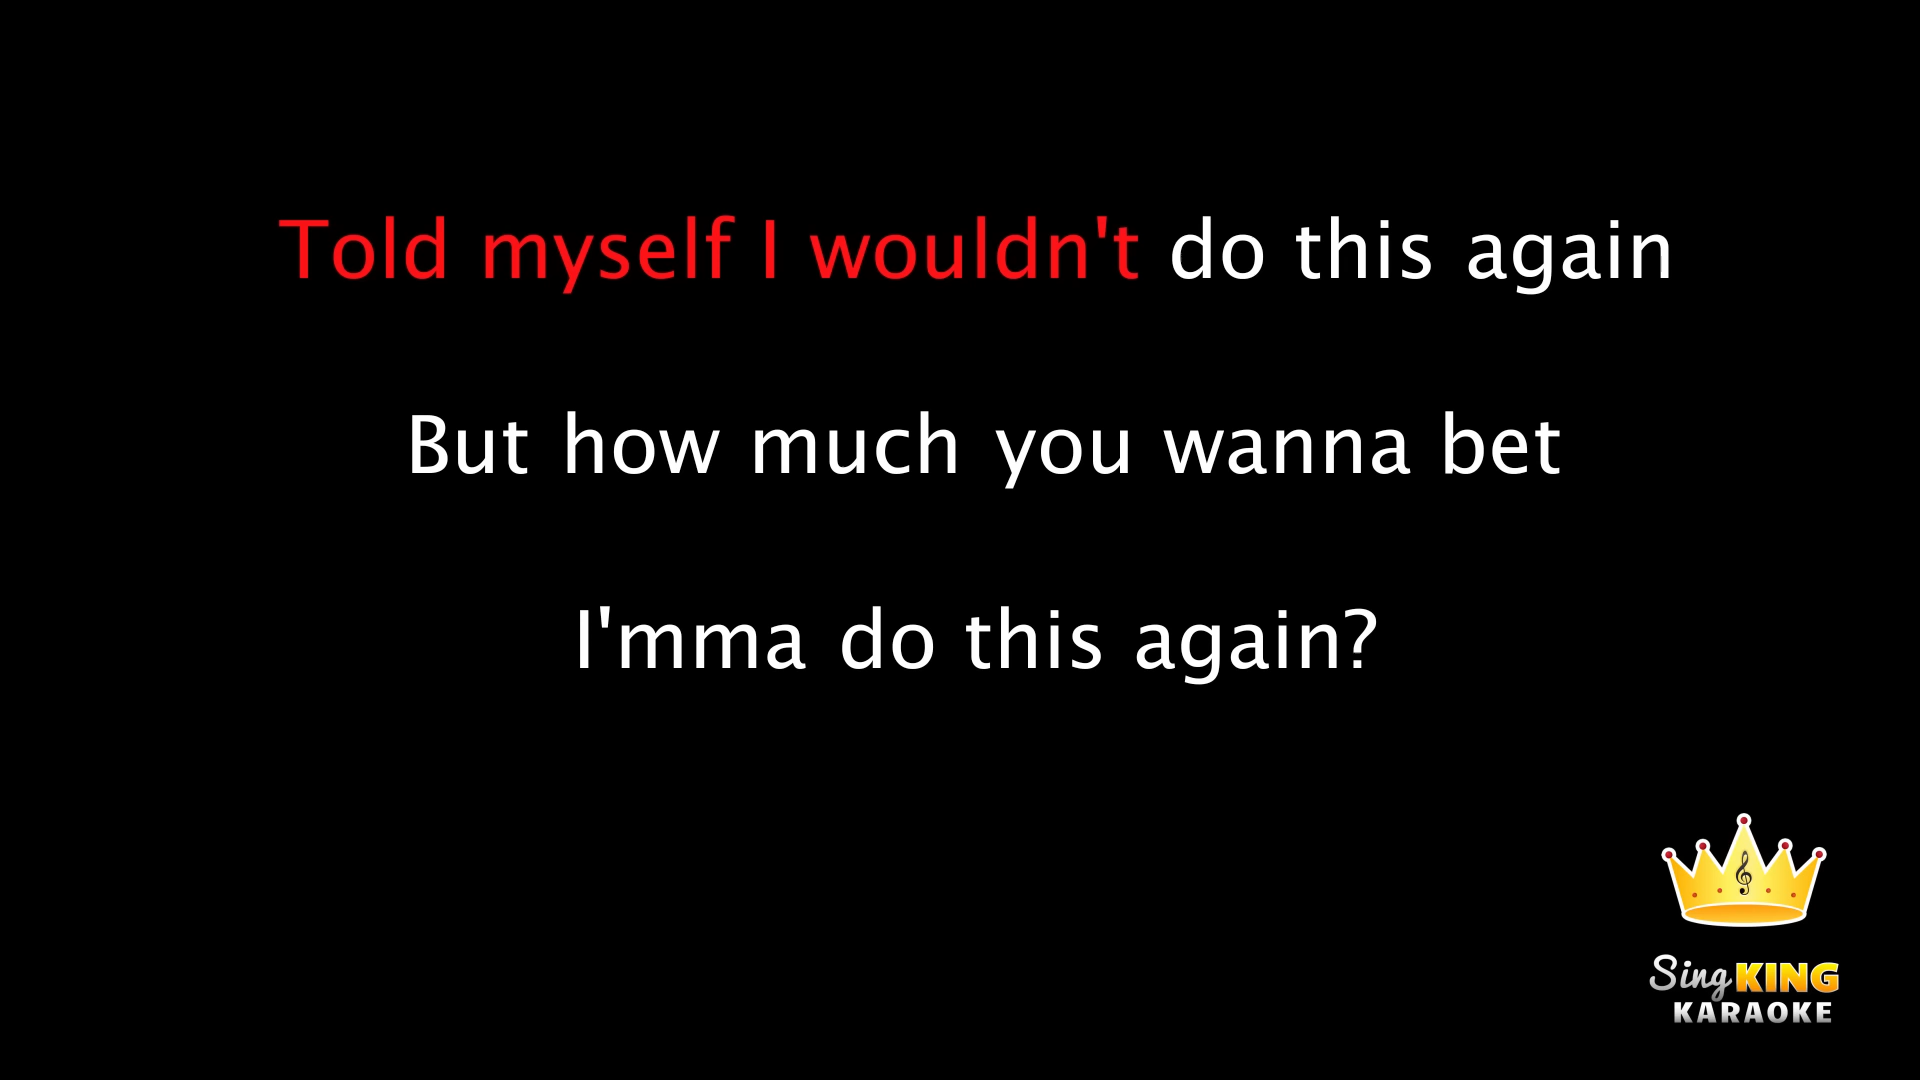 Told myself I wouldn't do this again
But how much you wanna bet
I'mma do this again?
Sing KING
KARAOKE